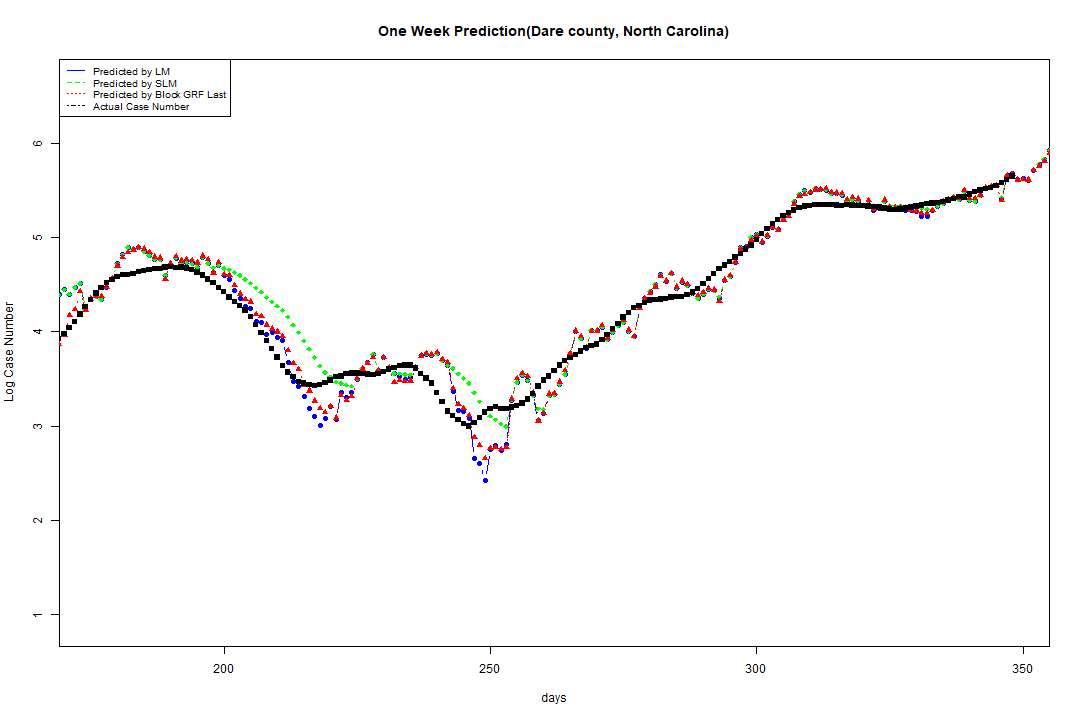 One Week Prediction(Dare county, North Carolina)
Predicted by LM
Predicted by SLM
Predicted by Block GRF Last
Actual Case Number
Log Case Number
6
5
4
3
2
1
200
250
300
350
days